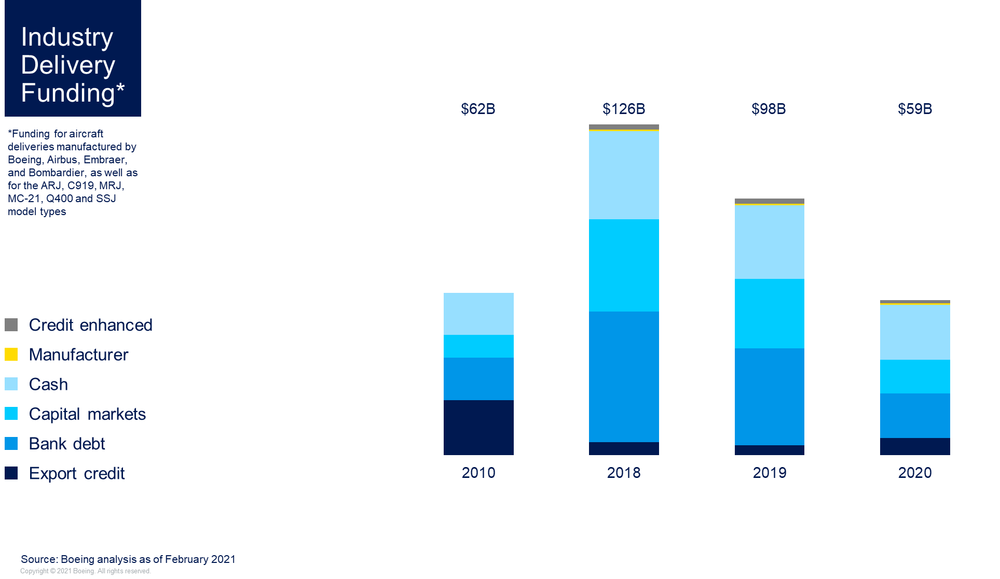 Industry
Delivery
Funding*
*Funding for aircraft
deliveries manufactured by
Boeing, Airbus, Embraer,
and Bombardier, as well as
for the ARJ, C919, MRJ,
MC-21, Q400 and SSJ
model types
$62B $126B $98B $59B
Credit enhanced
Manufacturer
Cash
Capital markets
Bank debt
Export credit
2010 2018 2019 2020
Source: Boeing analysis as of February 2021
Copyright © 2021 Boeing. All rights reserved.